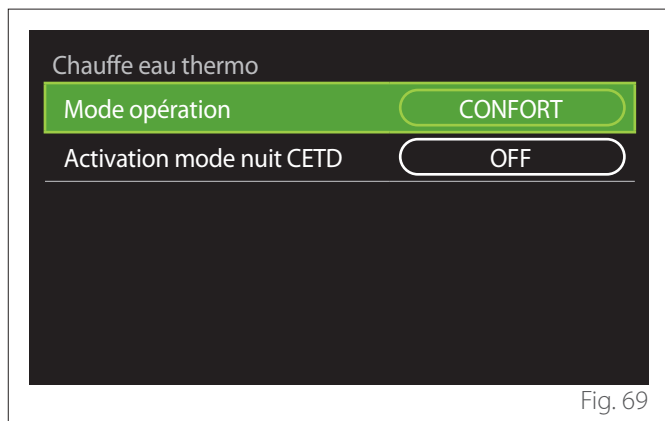 Chauffe eau thermo
Mode opération CONFORT
Activation mode nuit CETD OFF
Fig. 69